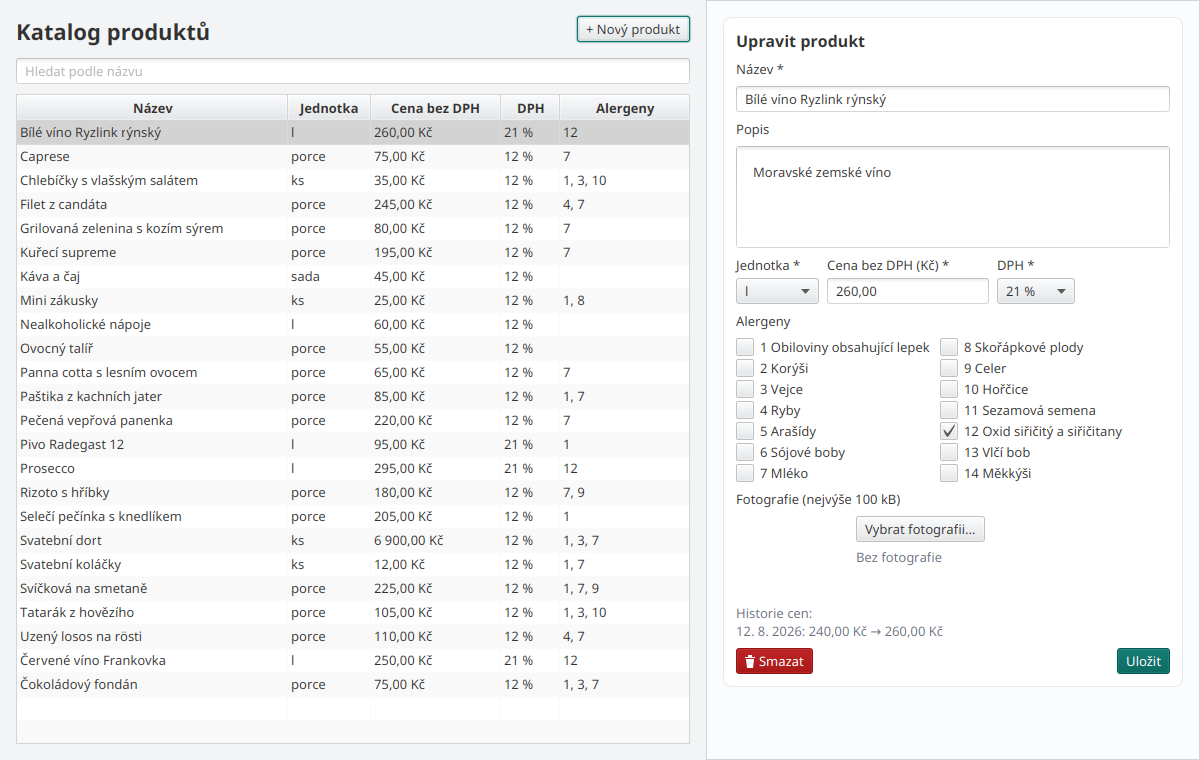 Katalog produktů
+ Nový produkt
Hledat podle názvu
Název Jednotka Cena bez DPH DPH Alergeny
Bílé víno Ryzlink rýnský l 260,00 Kč 21 % 12
Caprese porce 75,00 Kč 12 % 7
Chlebíčky s vlašským salátem ks 35,00 Kč 12 % 1, 3, 10
Filet z candáta porce 245,00 Kč 12 % 4, 7
Grilovaná zelenina s kozím sýrem porce 80,00 Kč 12 % 7
Kuřecí supreme porce 195,00 Kč 12 % 7
Káva a čaj sada 45,00 Kč 12 %
Mini zákusky ks 25,00 Kč 12 % 1, 8
Nealkoholické nápoje l 60,00 Kč 12 %
Ovocný talíř porce 55,00 Kč 12 %
Panna cotta s lesním ovocem porce 65,00 Kč 12 % 7
Paštika z kachních jater porce 85,00 Kč 12 % 1, 7
Pečená vepřová panenka porce 220,00 Kč 12 % 7
Pivo Radegast 12 l 95,00 Kč 21 % 1
Prosecco l 295,00 Kč 21 % 12
Rizoto s hříbky porce 180,00 Kč 12 % 7, 9
Selečí pečínka s knedlíkem porce 205,00 Kč 12 % 1
Svatební dort ks 6 900,00 Kč 12 % 1, 3, 7
Svatební koláčky ks 12,00 Kč 12 % 1, 7
Svíčková na smetaně porce 225,00 Kč 12 % 1, 7, 9
Tatarák z hovězího porce 105,00 Kč 12 % 1, 3, 10
Uzený losos na rösti porce 110,00 Kč 12 % 4, 7
Červené víno Frankovka l 250,00 Kč 21 % 12
Čokoládový fondán porce 75,00 Kč 12 % 1, 3, 7
Upravit produkt
Název *
Bílé víno Ryzlink rýnský
Popis
Moravské zemské víno
Jednotka * Cena bez DPH (Kč) * DPH *
l 260,00 21 %
Alergeny
1 Obiloviny obsahující lepek 8 Skořápkové plody
2 Korýši 9 Celer
3 Vejce 10 Hořčice
4 Ryby 11 Sezamová semena
5 Arašídy 12 Oxid siřičitý a siřičitany
6 Sójové boby 13 Vlčí bob
7 Mléko 14 Měkkýši
Fotografie (nejvýše 100 kB)
Vybrat fotografii...
Bez fotografie
Historie cen:
12. 8. 2026: 240,00 Kč → 260,00 Kč
Smazat Uložit